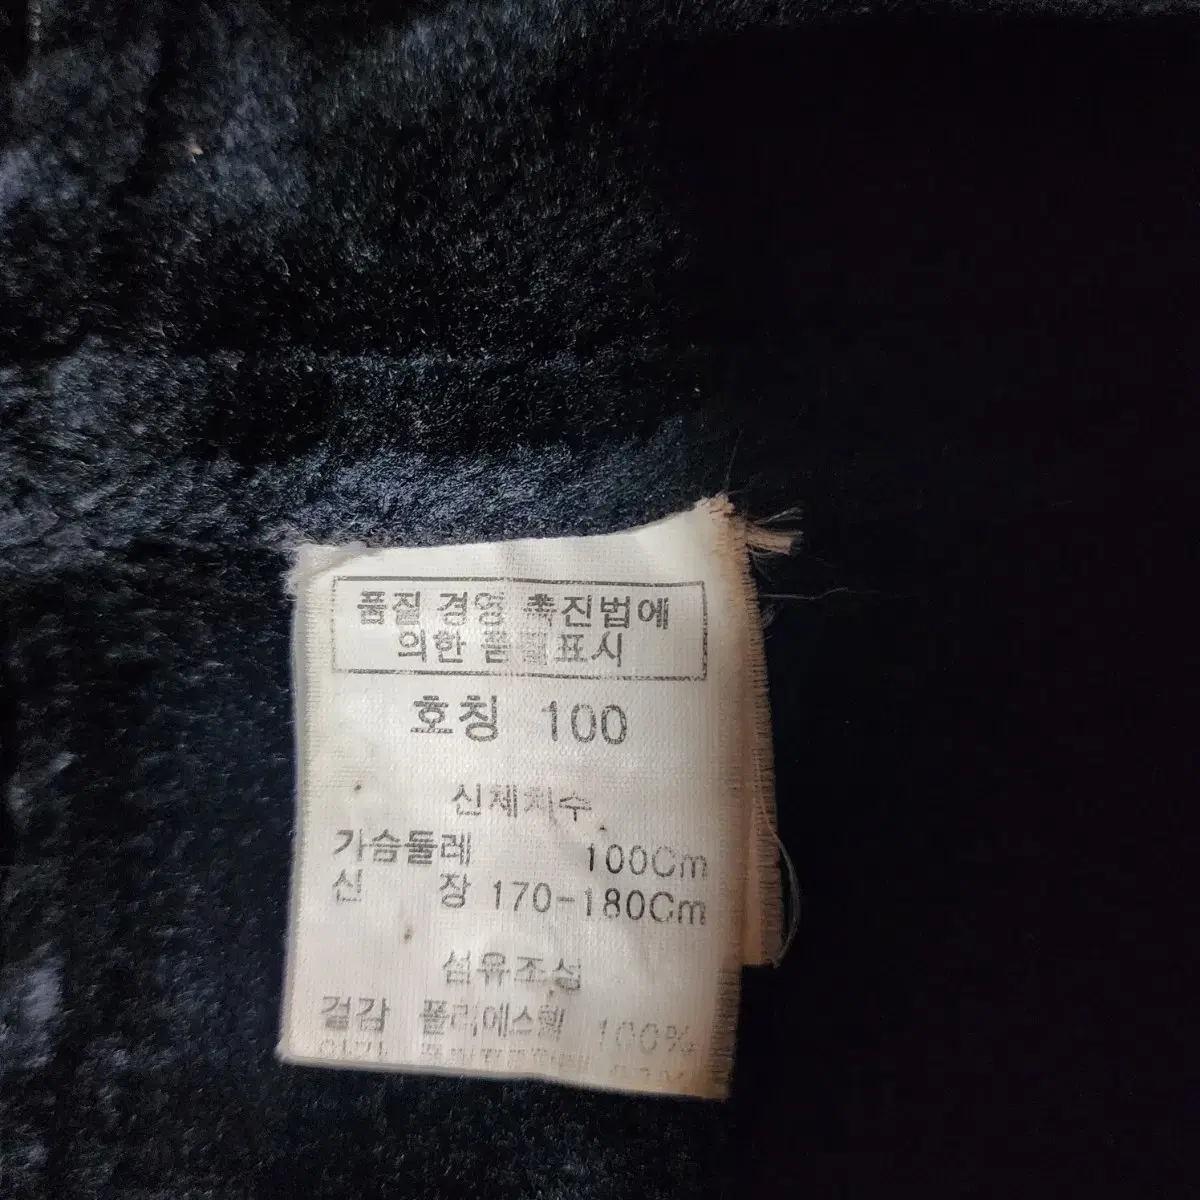 품질 경영 촉진법에
의한 품질표시
호칭 100
신체치수
가슴둘레 100Cm
신 장 170-180Cm
섬유조성
겉감 폴리에스텔 100%
안감